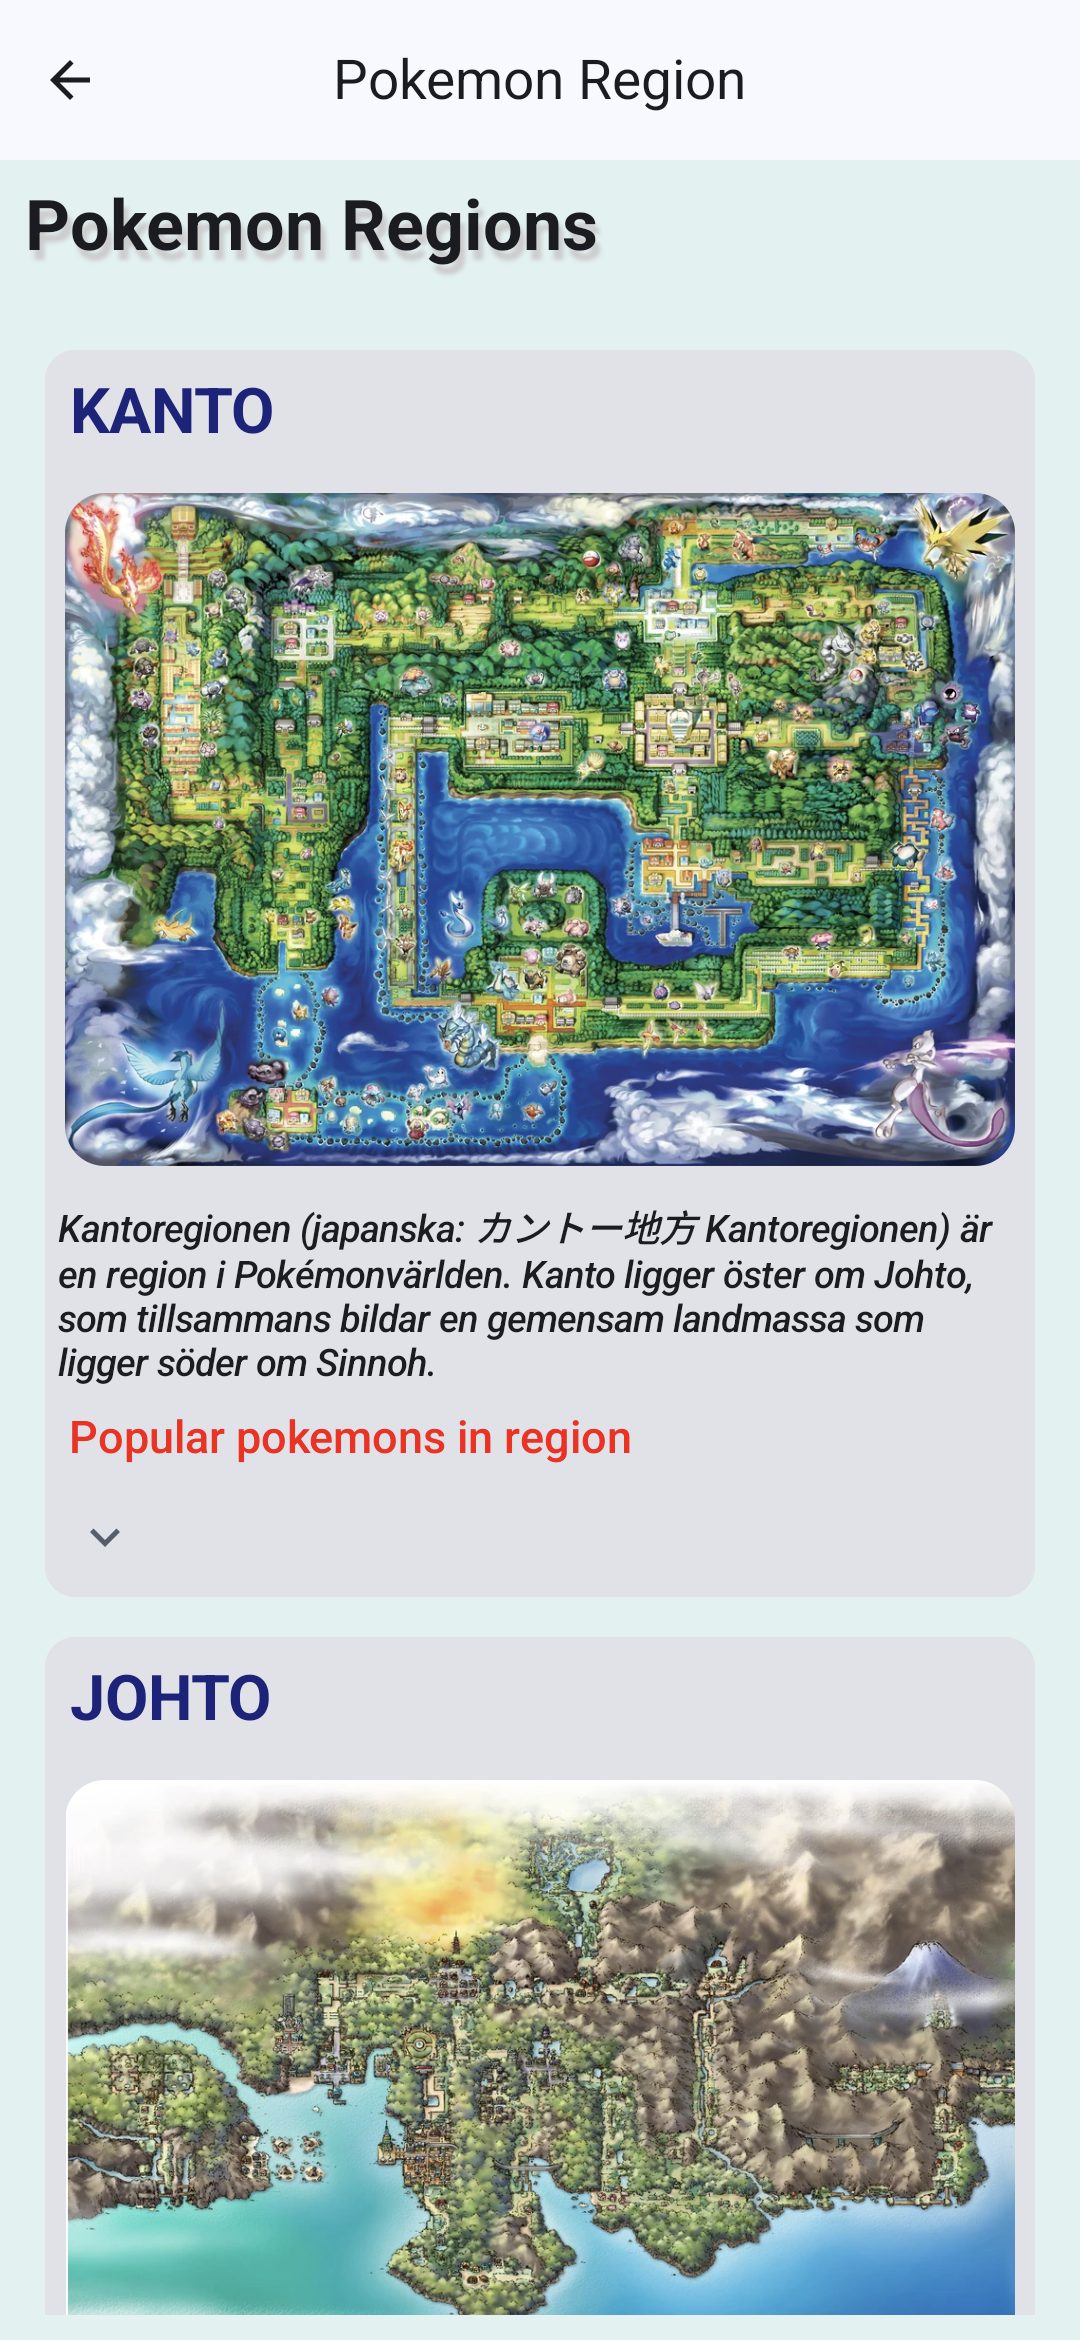 Pokemon Region
Pokemon Regions
KANTO
Kantoregionen (japanska: カントー地方 Kantoregionen) är
en region i Pokémonvärlden. Kanto ligger öster om Johto,
som tillsammans bildar en gemensam landmassa som
ligger söder om Sinnoh.
Popular pokemons in region
JOHTO